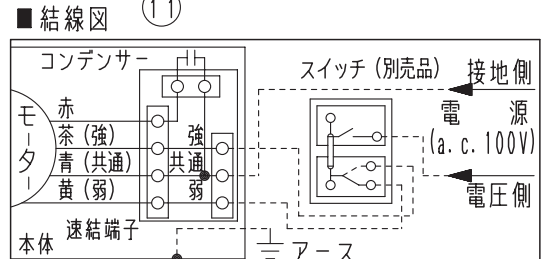 ■結線図 ⑪
コンデンサー
スイッチ(別売品)
接地側
電源
(a.c.100V)
電圧側
モーター
赤
茶(強)
青(共通)
黄(弱)
強
共通
弱
速結端子
本体
アース